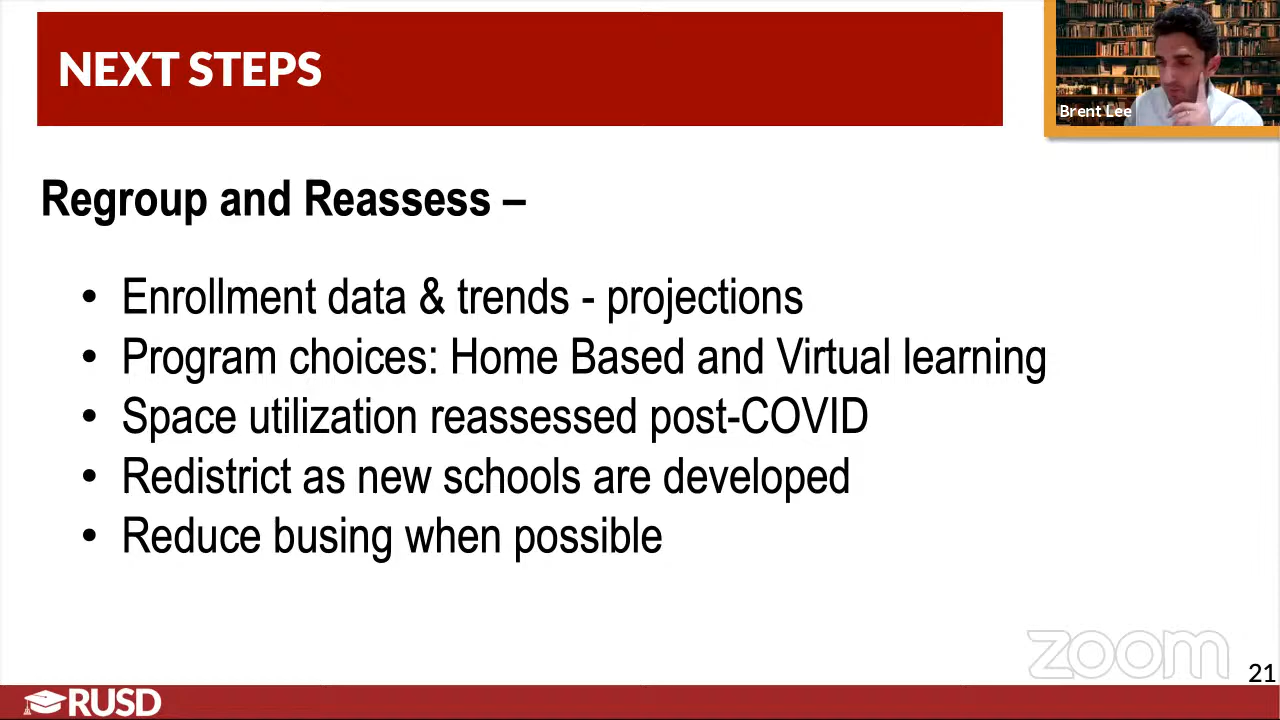 NEXT STEPS
Brent Lee
Regroup and Reassess –
• Enrollment data & trends - projections
• Program choices: Home Based and Virtual learning
• Space utilization reassessed post-COVID
• Redistrict as new schools are developed
• Reduce busing when possible
zoom
21
RUSD